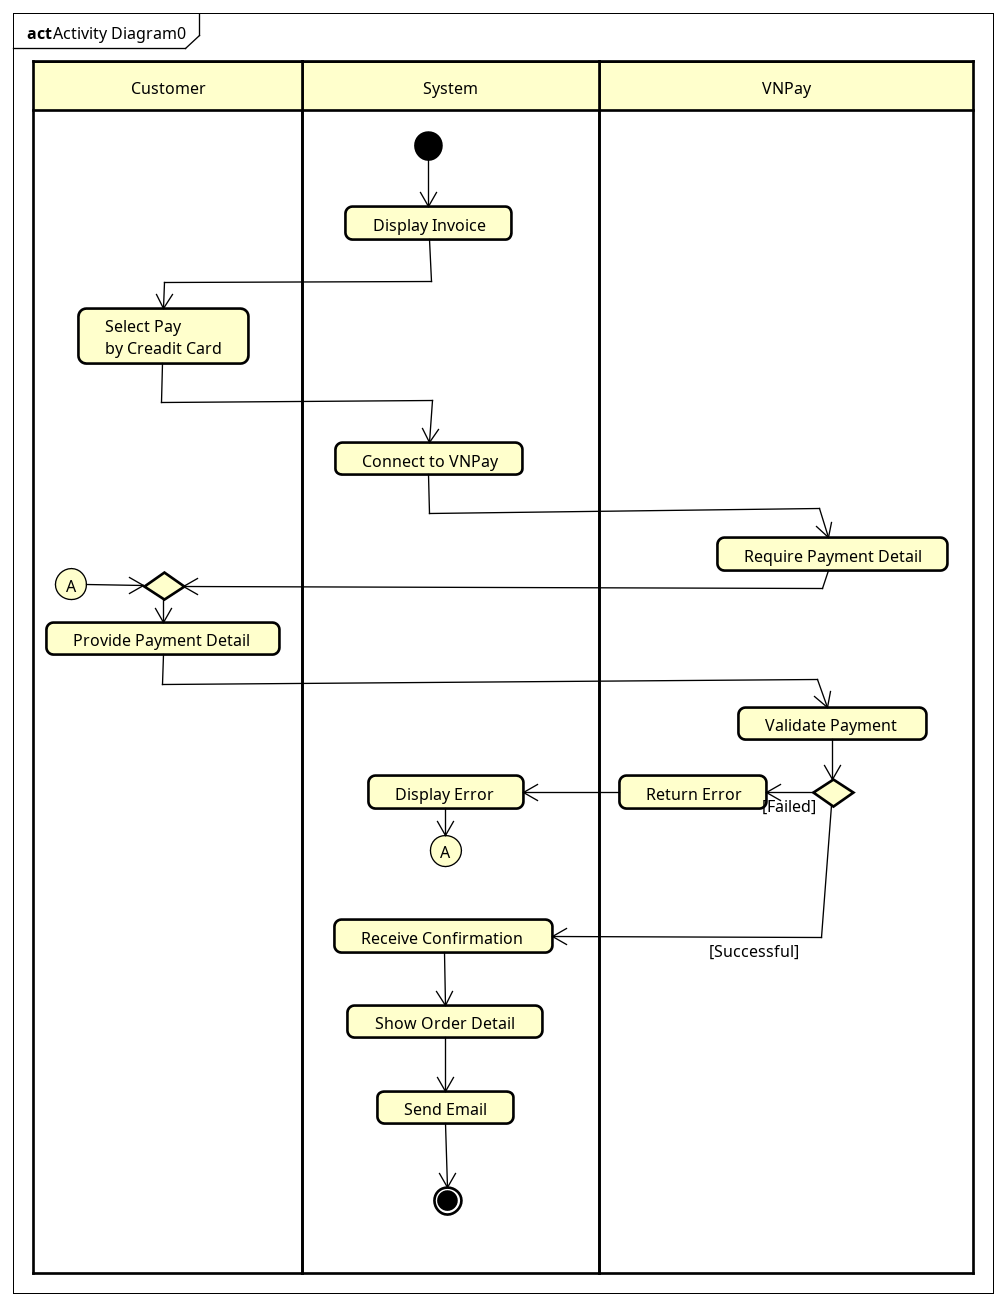 act Activity Diagram0
Customer
System
VNPay
Display Invoice
Select Pay
by Creadit Card
Connect to VNPay
Require Payment Detail
A
Provide Payment Detail
Validate Payment
Display Error
Return Error
[Failed]
A
Receive Confirmation
[Successful]
Show Order Detail
Send Email